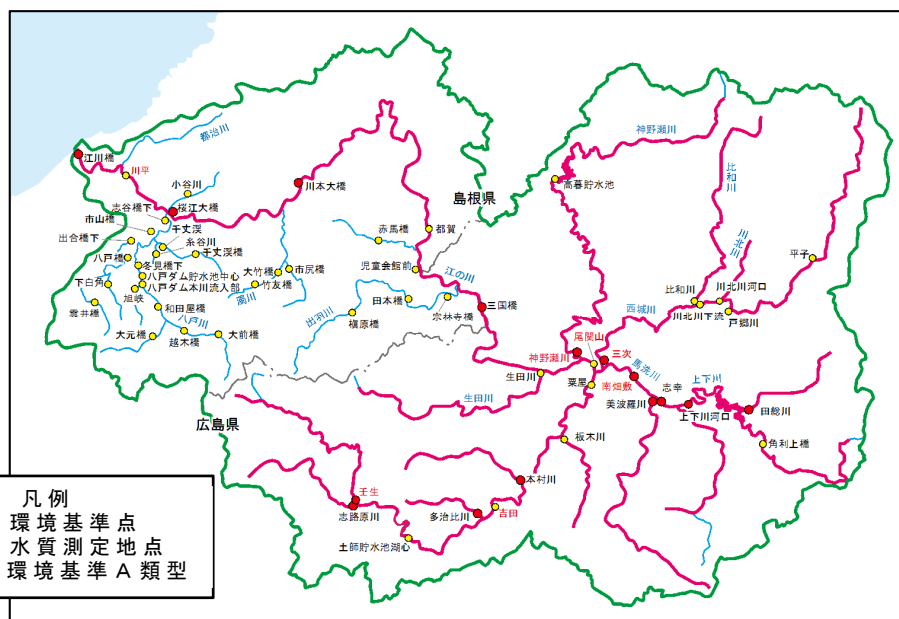 神野瀬川
都治川
江川橋
川平
小谷川
川本大橋
高暮貯水池
比和川
島根県
志谷橋下
桜江大橋
市山橋
千丈渓
赤馬橋
都賀
川北川
出合橋下
糸谷川
千丈渓橋
平子
八戸橋
冬見橋下
大竹橋
市尻橋
児童会館前
江の川
八戸ダム貯水池中心
下白角
八戸ダム本川流入部
竹友橋
濁川
比和川
川北川河口
旭峡
田本橋
宗林寺橋
三国橋
川北川下流
戸郷川
和田屋橋
出羽川
槇原橋
西城川
雲井橋
八戸川
大元橋
越木橋
大前橋
尾関山
神野瀬川
三次
馬洗川
生田川
粟屋
南畑敷
上下川
生田川
美波羅川
志幸
上下川河口
田総川
広島県
板木川
角利上橋
本村川
壬生
志路原川
多治比川
吉田
土師貯水池湖心
凡例
環境基準点
水質測定地点
環境基準A類型